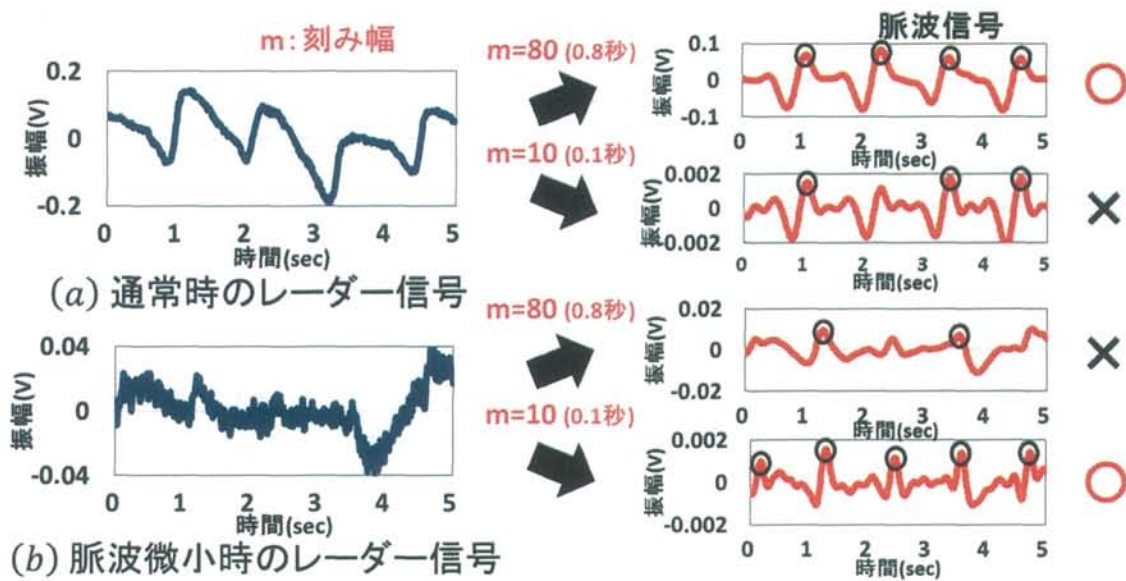 m:刻み幅
0.2
0
-0.2
振幅(V)
0 1 2 3 4 5
時間(sec)
(a) 通常時のレーダー信号
m=80 (0.8秒)
m=10 (0.1秒)
脈波信号
0.1
0
-0.1
振幅(V)
0 1 2 3 4 5
時間(sec)
0.002
0
0.002
振幅(V)
0 1 2 3 4 5
時間(sec)
0.04
0
-0.04
振幅(V)
0 1 2 3 4 5
時間(sec)
(b) 脈波微小時のレーダー信号
m=80 (0.8秒)
m=10 (0.1秒)
0.02
0
-0.02
振幅(V)
0 1 2 3 4 5
時間(sec)
0.002
0
-0.002
振幅(V)
0 1 2 3 4 5
時間(sec)